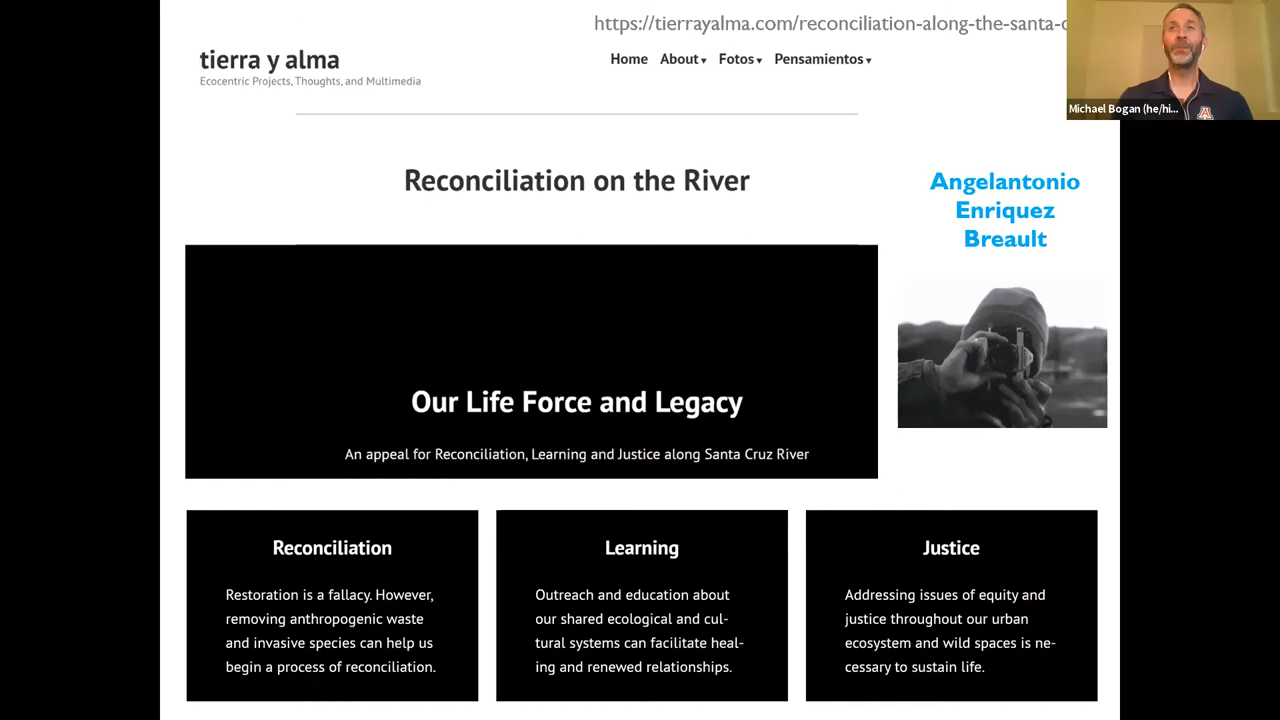 https://tierrayalma.com/reconciliation-along-the-santa-
tierra y alma
Ecocentric Projects, Thoughts, and Multimedia
Home About▾ Fotos▾ Pensamientos▾
Michael Bogan (he/hi...
Reconciliation on the River
Angelantonio
Enriquez
Breault
Our Life Force and Legacy
An appeal for Reconciliation, Learning and Justice along Santa Cruz River
Reconciliation
Restoration is a fallacy. However,
removing anthropogenic waste
and invasive species can help us
begin a process of reconciliation.
Learning
Outreach and education about
our shared ecological and cul-
tural systems can facilitate heal-
ing and renewed relationships.
Justice
Addressing issues of equity and
justice throughout our urban
ecosystem and wild spaces is ne-
cessary to sustain life.
A